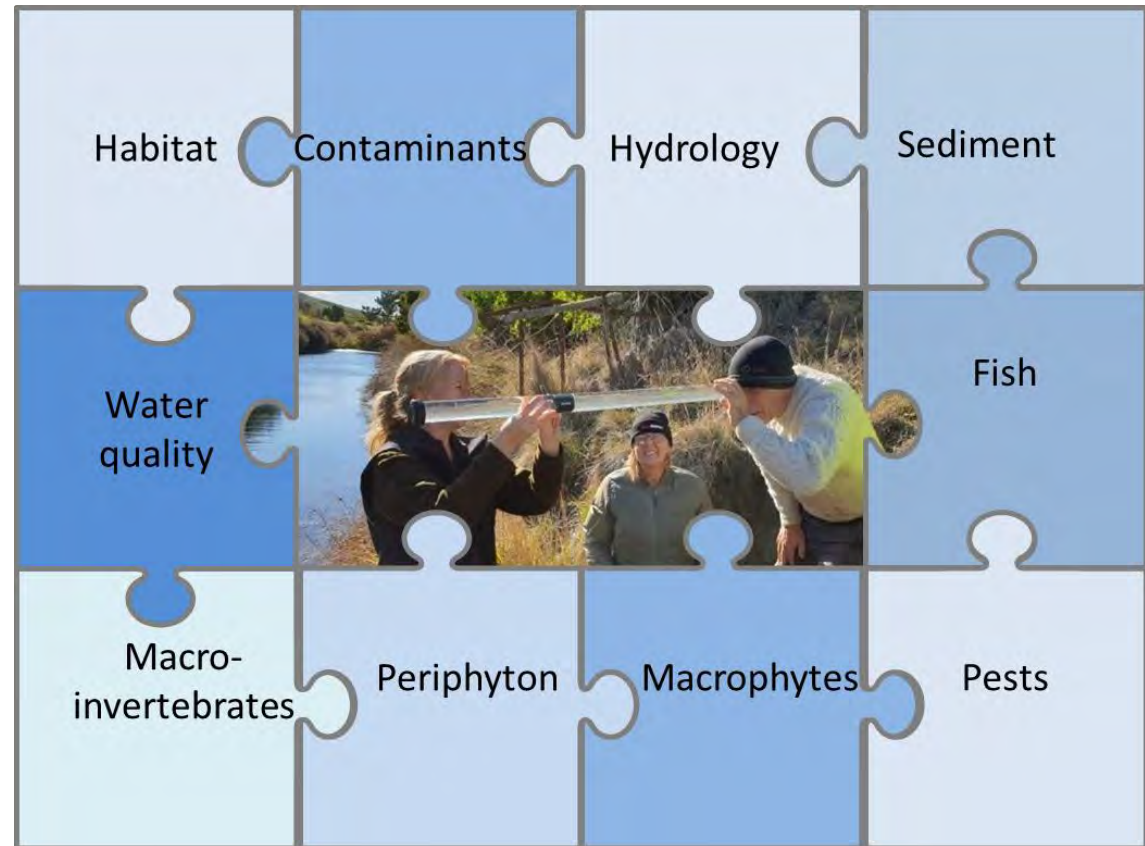 Habitat
Contaminants
Hydrology
Sediment
Water
quality
Fish
Macro-
invertebrates
Periphyton
Macrophytes
Pests